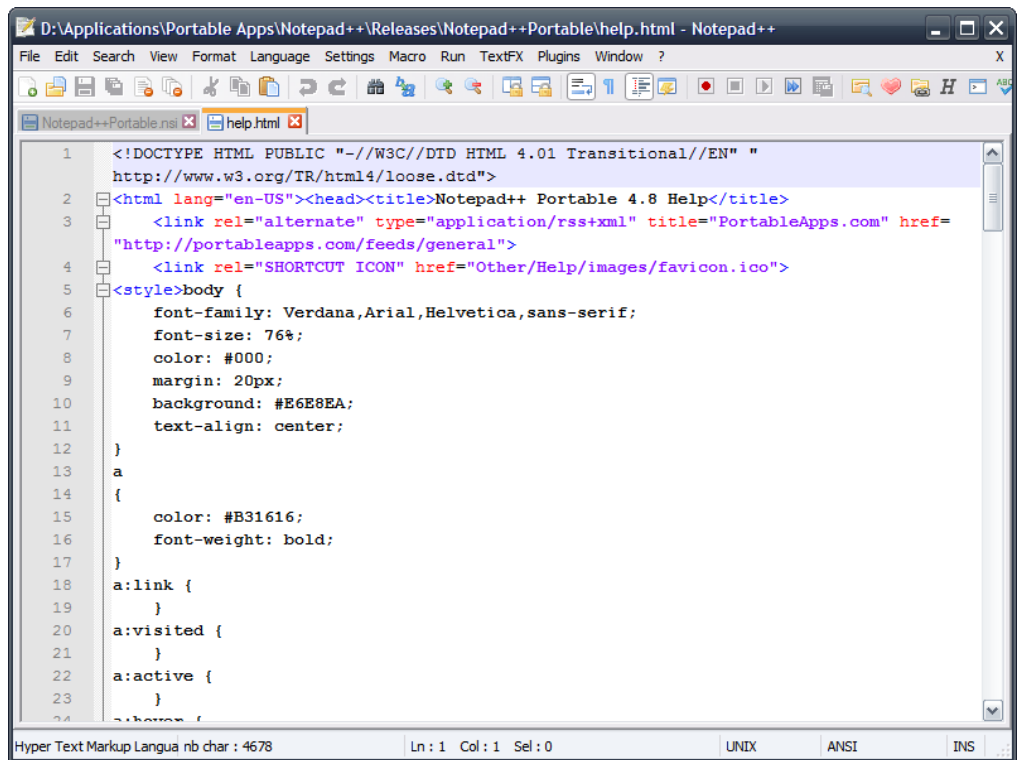 D:\Applications\Portable Apps\Notepad++\Releases\Notepad++Portable\help.html - Notepad++
File Edit Search View Format Language Settings Macro Run TextFX Plugins Window ? X
Notepad++Portable.nsi help.html
1 <!DOCTYPE HTML PUBLIC "-//W3C//DTD HTML 4.01 Transitional//EN" "
http://www.w3.org/TR/html4/loose.dtd">
2 <html lang="en-US"><head><title>Notepad++ Portable 4.8 Help</title>
3 <link rel="alternate" type="application/rss+xml" title="PortableApps.com" href=
"http://portableapps.com/feeds/general">
4 <link rel="SHORTCUT ICON" href="Other/Help/images/favicon.ico">
5 <style>body {
6 font-family: Verdana,Arial,Helvetica,sans-serif;
7 font-size: 76%;
8 color: #000;
9 margin: 20px;
10 background: #E6E8EA;
11 text-align: center;
12 }
13 a
14 {
15 color: #B31616;
16 font-weight: bold;
17 }
18 a:link {
19 }
20 a:visited {
21 }
22 a:active {
23 }
24 a:hover {
Hyper Text Markup Langua nb char : 4678 Ln : 1 Col : 1 Sel : 0 UNIX ANSI INS